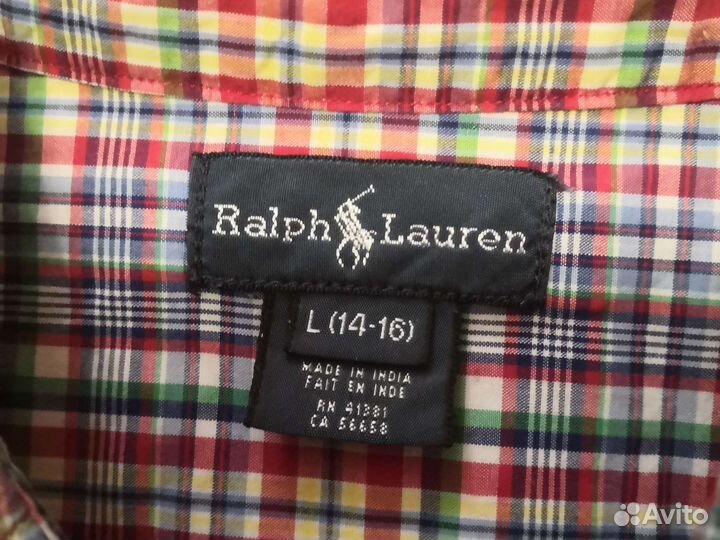 Ralph Lauren
L (14-16)
MADE IN INDIA
FAIT EN INDE
RN 41381
CA 56658
Avito